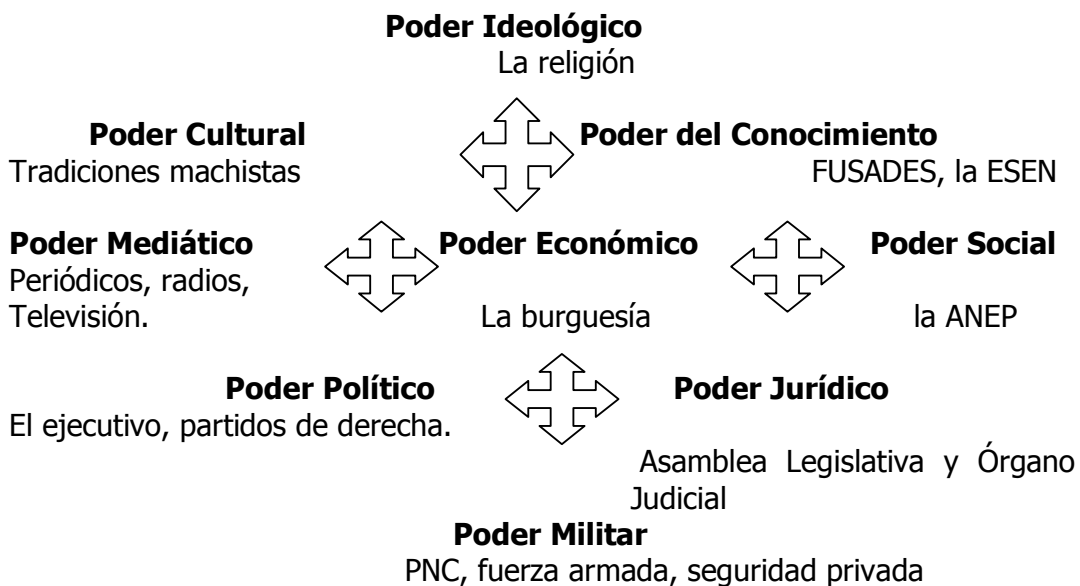 Poder Ideológico
La religión
Poder Cultural
Poder del Conocimiento
Tradiciones machistas
FUSADES, la ESEN
Poder Mediático
Poder Económico
Poder Social
Periódicos, radios,
Televisión.
La burguesía
la ANEP
Poder Político
Poder Jurídico
El ejecutivo, partidos de derecha.
Asamblea Legislativa y Órgano
Judicial
Poder Militar
PNC, fuerza armada, seguridad privada